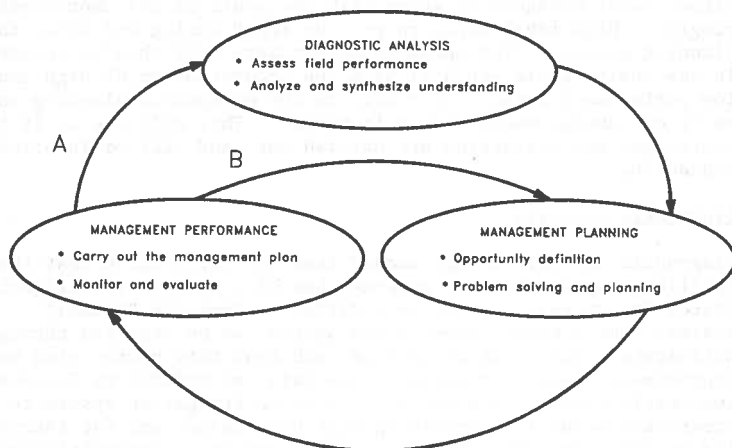 DIAGNOSTIC ANALYSIS
• Assess field performance
• Analyze and synthesize understanding
A
B
MANAGEMENT PERFORMANCE
• Carry out the management plan
• Monitor and evaluate
MANAGEMENT PLANNING
• Opportunity definition
• Problem solving and planning